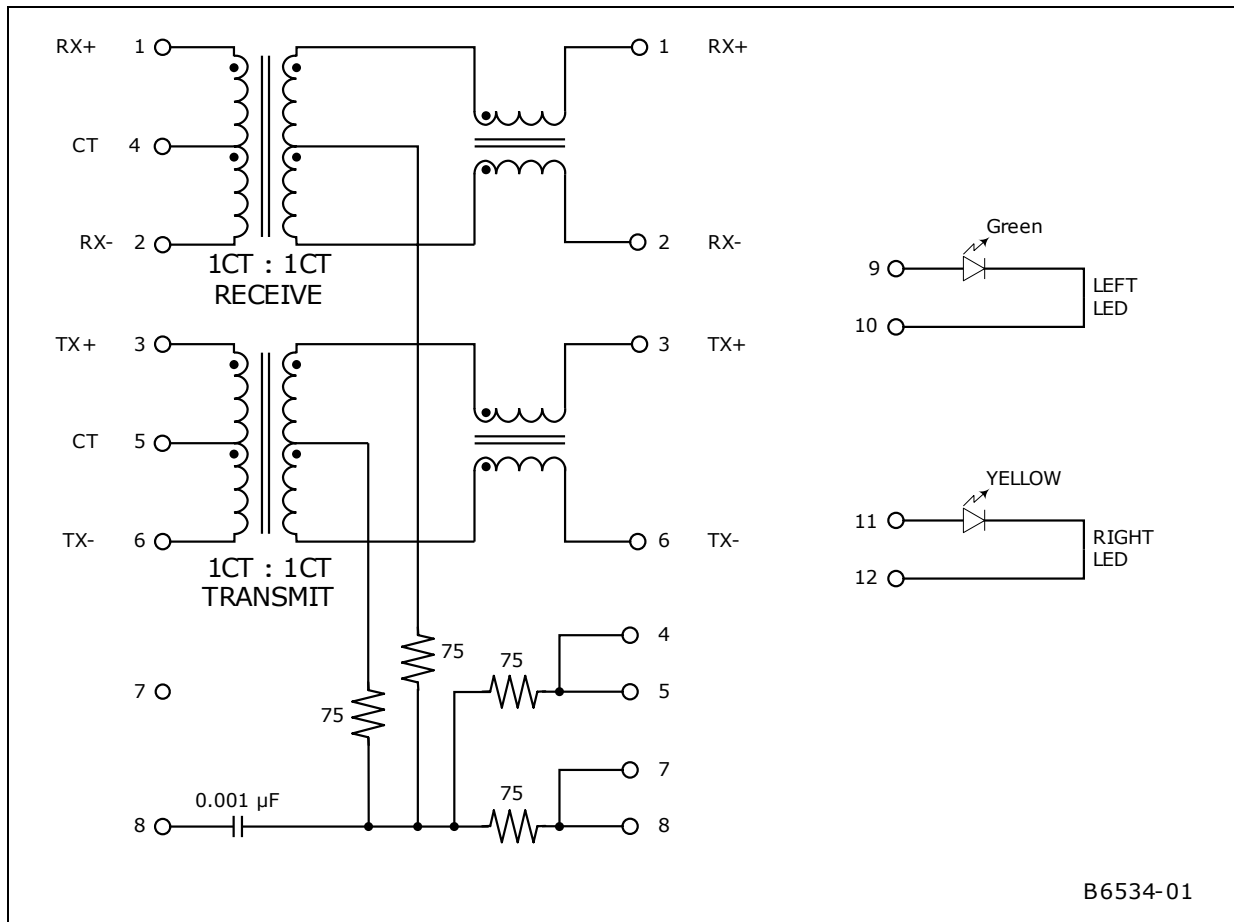 RX+ 1
1 RX+
CT 4
RX- 2
2 RX-
1CT : 1CT
RECEIVE
TX+ 3
3 TX+
CT 5
TX- 6
6 TX-
1CT : 1CT
TRANSMIT
75
75
75
4
5
7
75
7
8
0.001 µF
8
Green
9
10
LEFT
LED
YELLOW
11
12
RIGHT
LED
B6534-01